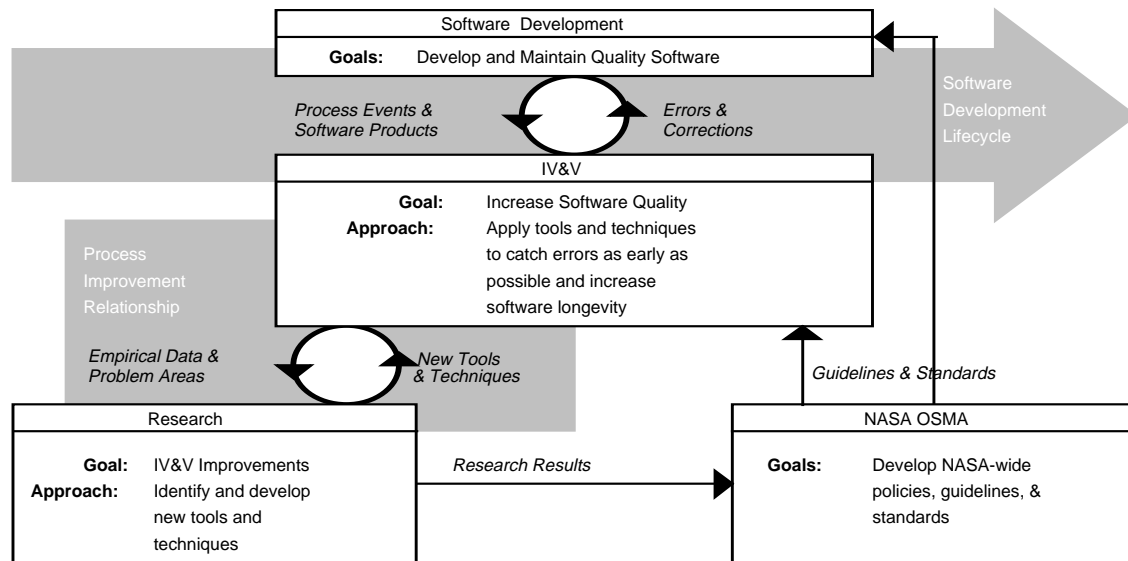 Software Development
Goals: Develop and Maintain Quality Software
Process Events &
Software Products
Errors &
Corrections
Software
Development
Lifecycle
IV&V
Goal: Increase Software Quality
Approach: Apply tools and techniques
to catch errors as early as
possible and increase
software longevity
Process
Improvement
Relationship
Empirical Data &
Problem Areas
New Tools
& Techniques
Guidelines & Standards
Research
Goal: IV&V Improvements
Approach: Identify and develop
new tools and
techniques
Research Results
NASA OSMA
Goals: Develop NASA-wide
policies, guidelines, &
standards